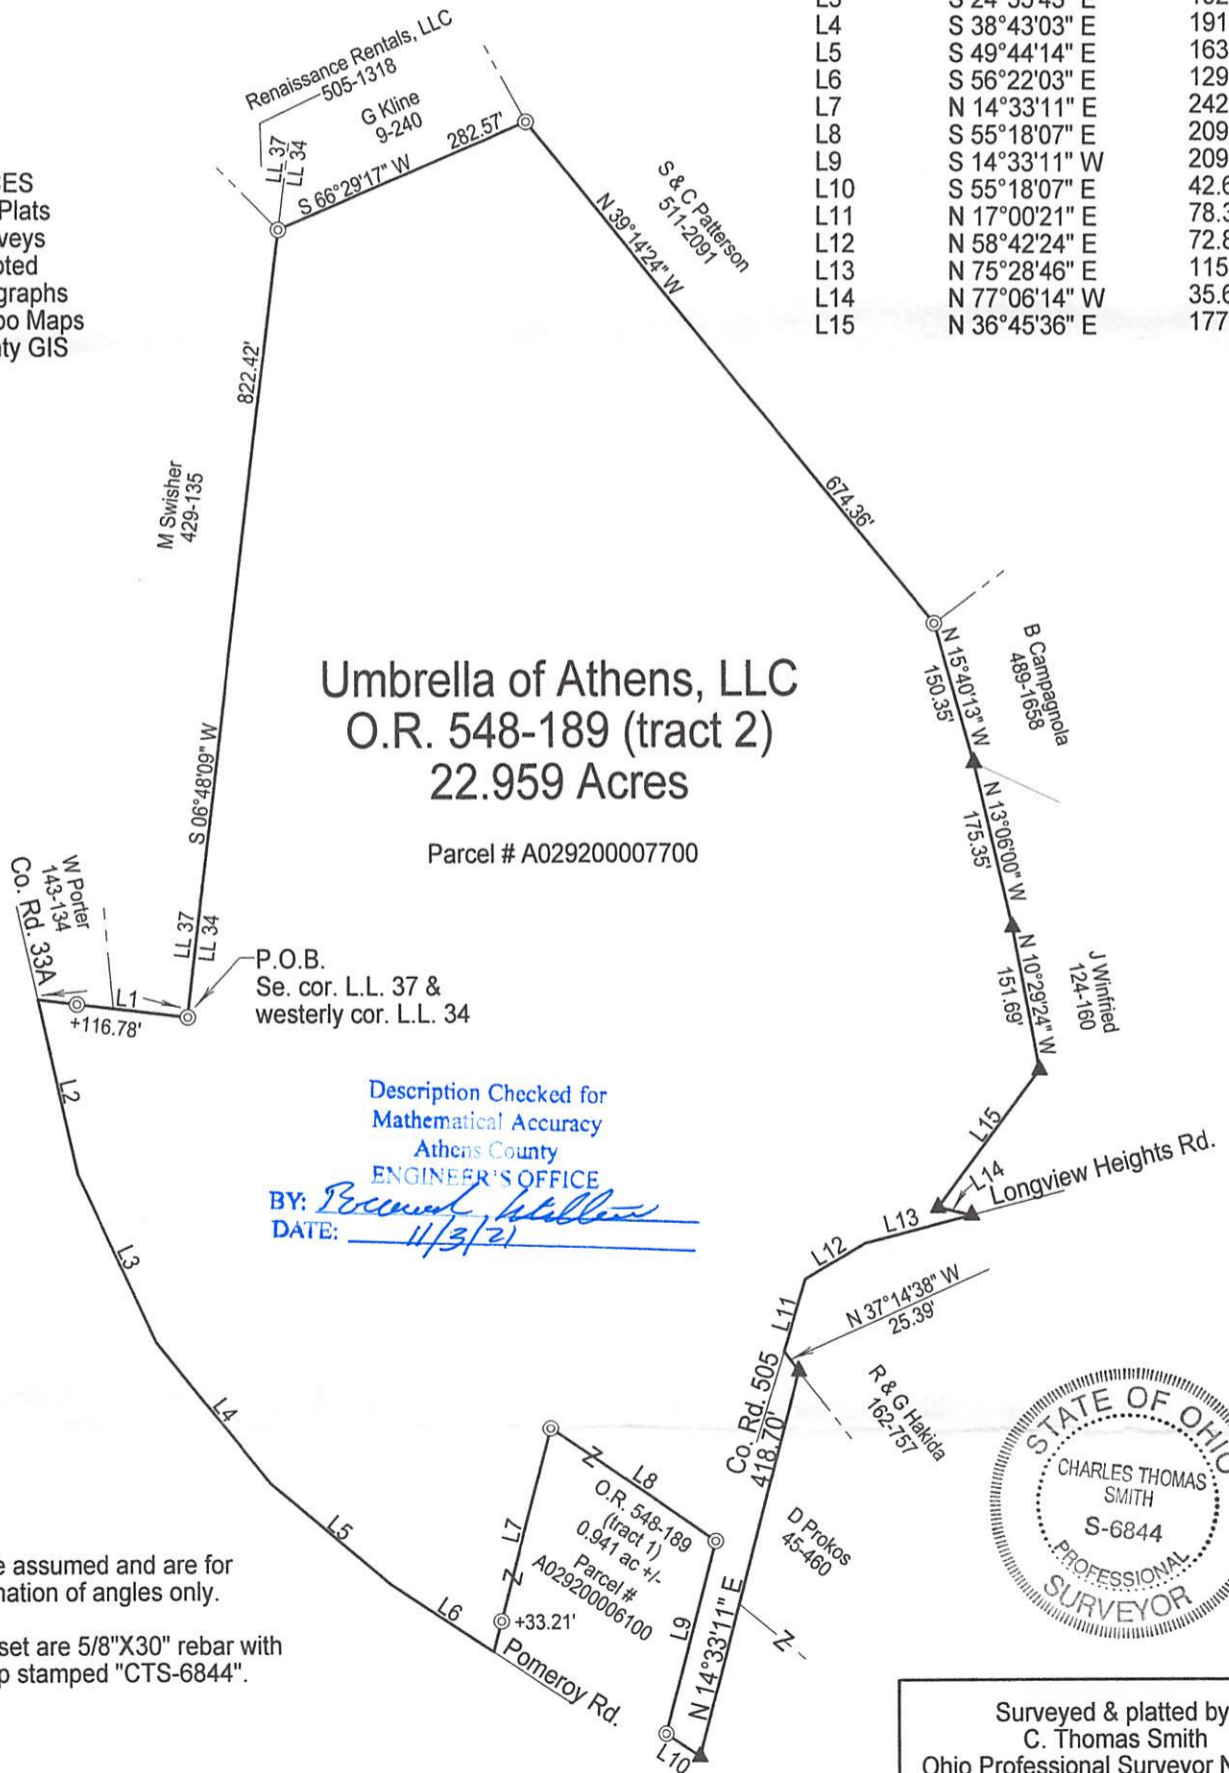 L4 S 38°43'03" E 191
L5 S 49°44'14" E 163
L6 S 56°22'03" E 129
L7 N 14°33'11" E 242
L8 S 55°18'07" E 209
L9 S 14°33'11" W 209
L10 S 55°18'07" E 42.6
L11 N 17°00'21" E 78.3
L12 N 58°42'24" E 72.8
L13 N 75°28'46" E 115
L14 N 77°06'14" W 35.6
L15 N 36°45'36" E 177
Plats
Renaissance Rentals, LLC
505-1318
G Kline
9-240
LL 37
LL 34
S 66°29'17" W 282.57'
N 39°14'24" W 674.36'
S & C Patterson
511-2091
822.42'
S 06°48'09" W
M Swisher
429-135
Umbrella of Athens, LLC
O.R. 548-189 (tract 2)
22.959 Acres
Parcel # A029200007700
N 15°40'13" W
150.35'
B Campagnola
489-1658
N 13°06'00" W
175.35'
N 10°29'24" W
151.69'
J Winfried
124-160
W Porter
143-134
Co. Rd. 33A
LL 37
LL 34
L1
+116.78'
P.O.B.
Se. cor. L.L. 37 &
westerly cor. L.L. 34
L2
L3
L4
L5
L6
Description Checked for
Mathematical Accuracy
Athens County
ENGINEER'S OFFICE
BY:
DATE: 11/3/21
L15
L14
Longview Heights Rd.
L13
L12
L11
N 37°14'38" W
25.39'
Co. Rd. 505
418.70'
N 14°33'11" E
R & G Hakida
162-757
D Prokos
45-460
Z
L7
Z
Z
L8
O.R. 548-189
(tract 1)
0.941 ac +/-
Parcel #
A029200006100
L9
+33.21'
Pomeroy Rd.
L10
STATE OF OHIO
CHARLES THOMAS
SMITH
S-6844
PROFESSIONAL
SURVEYOR
assumed and are for
of angles only.
set are 5/8"X30" rebar with
stamped "CTS-6844".
Surveyed & platted by
C. Thomas Smith
Ohio Professional Surveyor